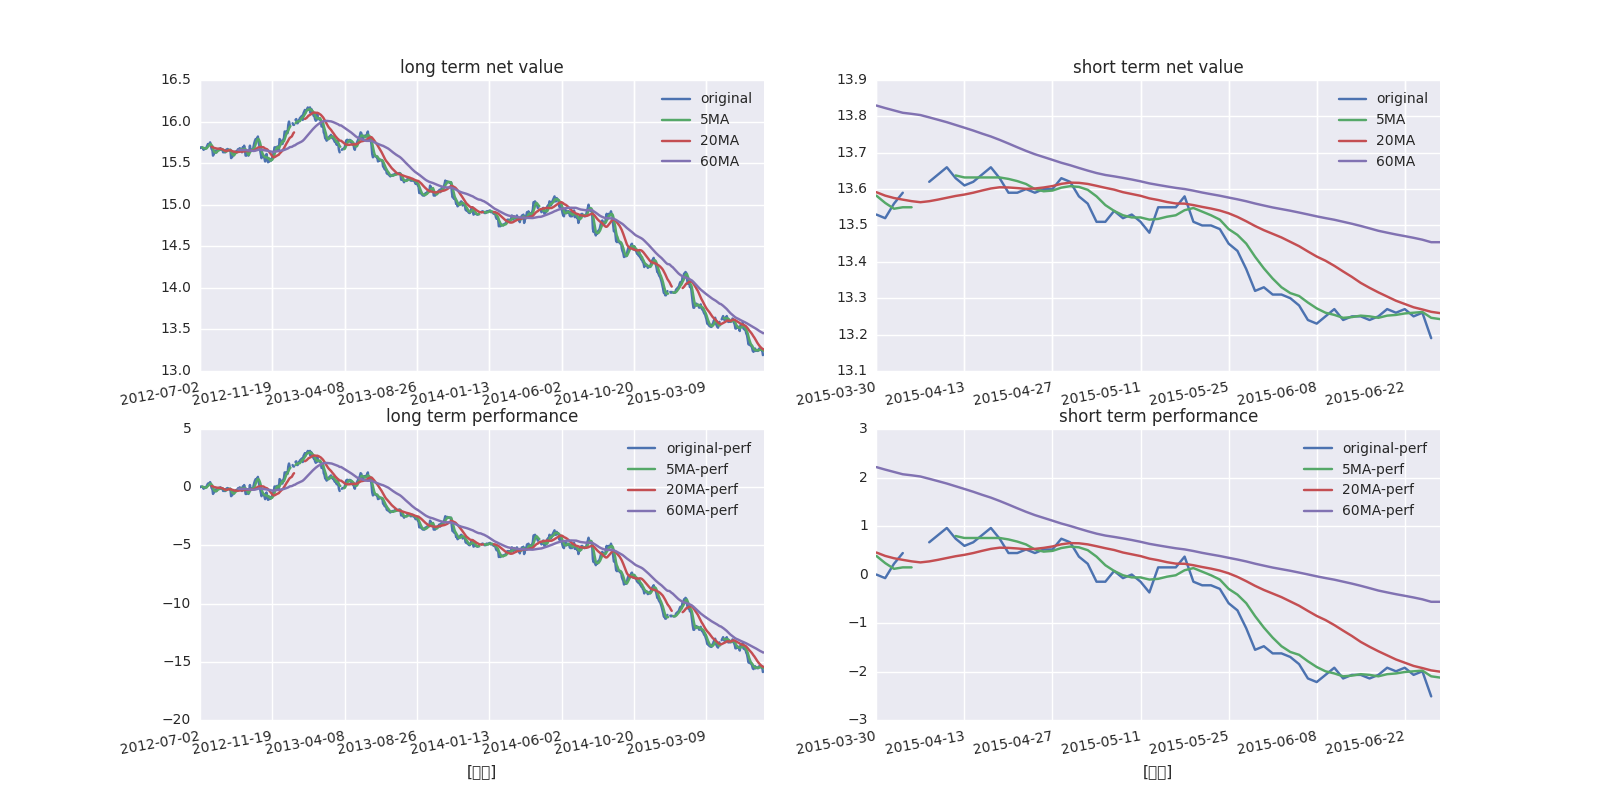 long term net value
16.5
16.0
15.5
15.0
14.5
14.0
13.5
13.0
original
5MA
20MA
60MA
2012-07-02 2012-11-19 2013-04-08 2013-08-26 2014-01-13 2014-06-02 2014-10-20 2015-03-09
short term net value
13.9
13.8
13.7
13.6
13.5
13.4
13.3
13.2
13.1
original
5MA
20MA
60MA
2015-03-30 2015-04-13 2015-04-27 2015-05-11 2015-05-25 2015-06-08 2015-06-22
long term performance
5
0
−5
−10
−15
−20
original-perf
5MA-perf
20MA-perf
60MA-perf
2012-07-02 2012-11-19 2013-04-08 2013-08-26 2014-01-13 2014-06-02 2014-10-20 2015-03-09
short term performance
3
2
1
0
−1
−2
−3
original-perf
5MA-perf
20MA-perf
60MA-perf
2015-03-30 2015-04-13 2015-04-27 2015-05-11 2015-05-25 2015-06-08 2015-06-22